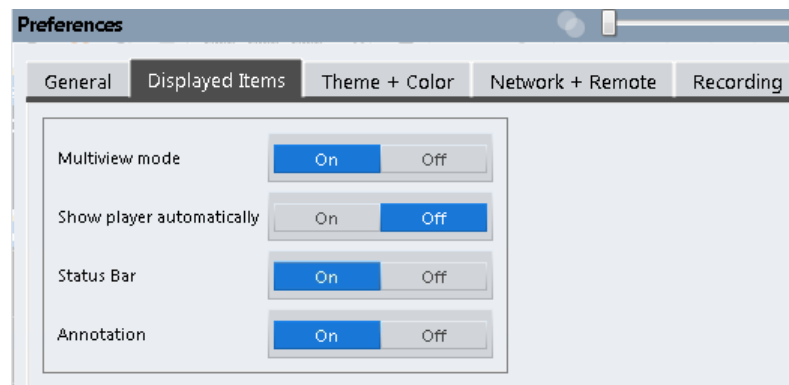 Preferences
General Displayed Items Theme + Color Network + Remote Recording
Multiview mode On Off
Show player automatically On Off
Status Bar On Off
Annotation On Off